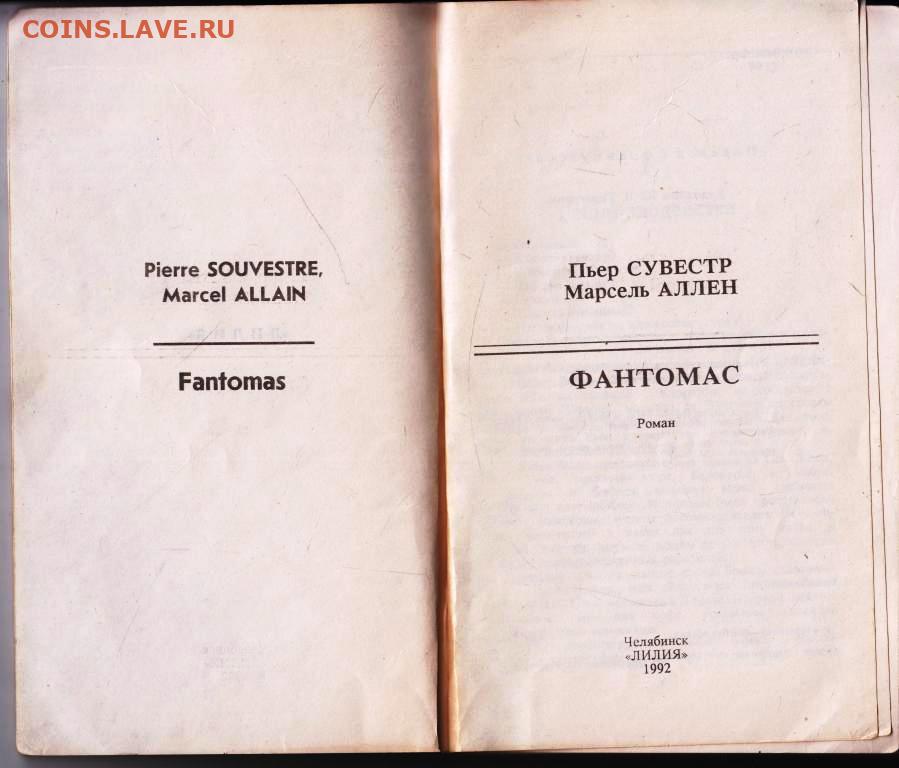 COINS.LAVE.RU
Pierre SOUVESTRE,
Marcel ALLAIN
Fantomas
Пьер СУВЕСТР
Марсель АЛЛЕН
ФАНТОМАС
Роман
Челябинск
«ЛИЛИЯ»
1992